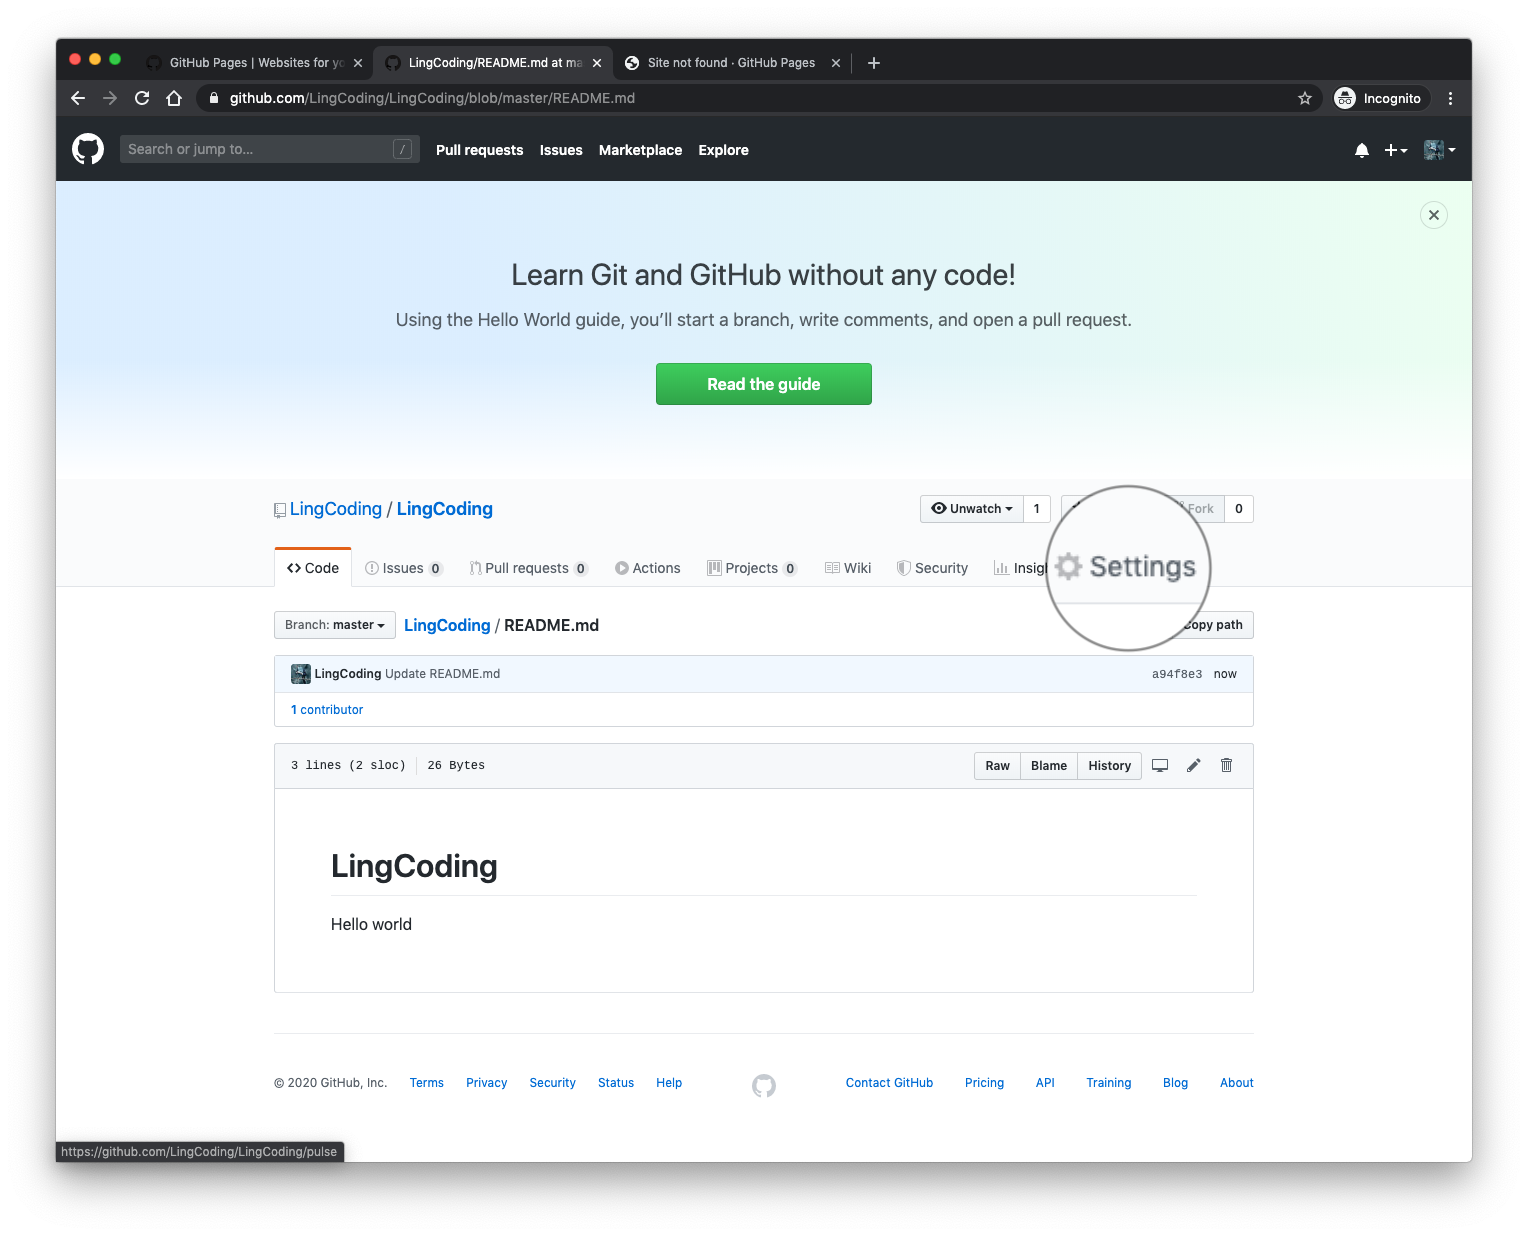 GitHub Pages | Websites for yo
LingCoding/README.md at ma
Site not found · GitHub Pages
github.com/LingCoding/LingCoding/blob/master/README.md
Incognito
Search or jump to...
/
Pull requests
Issues
Marketplace
Explore
Learn Git and GitHub without any code!
Using the Hello World guide, you’ll start a branch, write comments, and open a pull request.
Read the guide
LingCoding / LingCoding
Unwatch
1
Fork
0
Code
Issues 0
Pull requests 0
Actions
Projects 0
Wiki
Security
Insigh
Settings
Branch: master
LingCoding / README.md
Copy path
LingCoding Update README.md
a94f8e3 now
1 contributor
3 lines (2 sloc)
26 Bytes
Raw
Blame
History
LingCoding
Hello world
© 2020 GitHub, Inc.
Terms
Privacy
Security
Status
Help
Contact GitHub
Pricing
API
Training
Blog
About
https://github.com/LingCoding/LingCoding/pulse